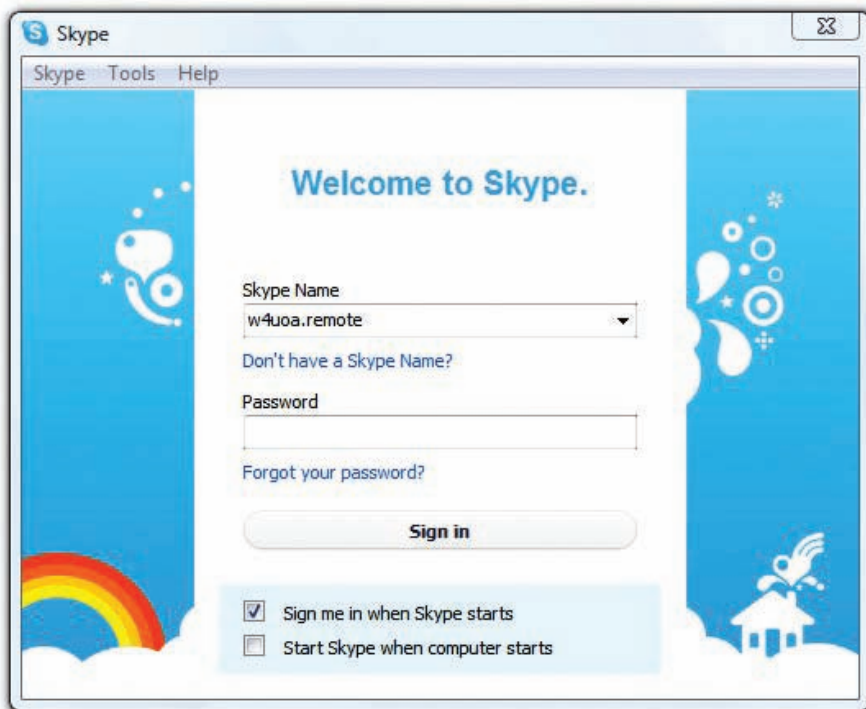 Skype
Skype Tools Help
Welcome to Skype.
Skype Name
w4uoa.remote
Don't have a Skype Name?
Password
Forgot your password?
Sign in
Sign me in when Skype starts
Start Skype when computer starts